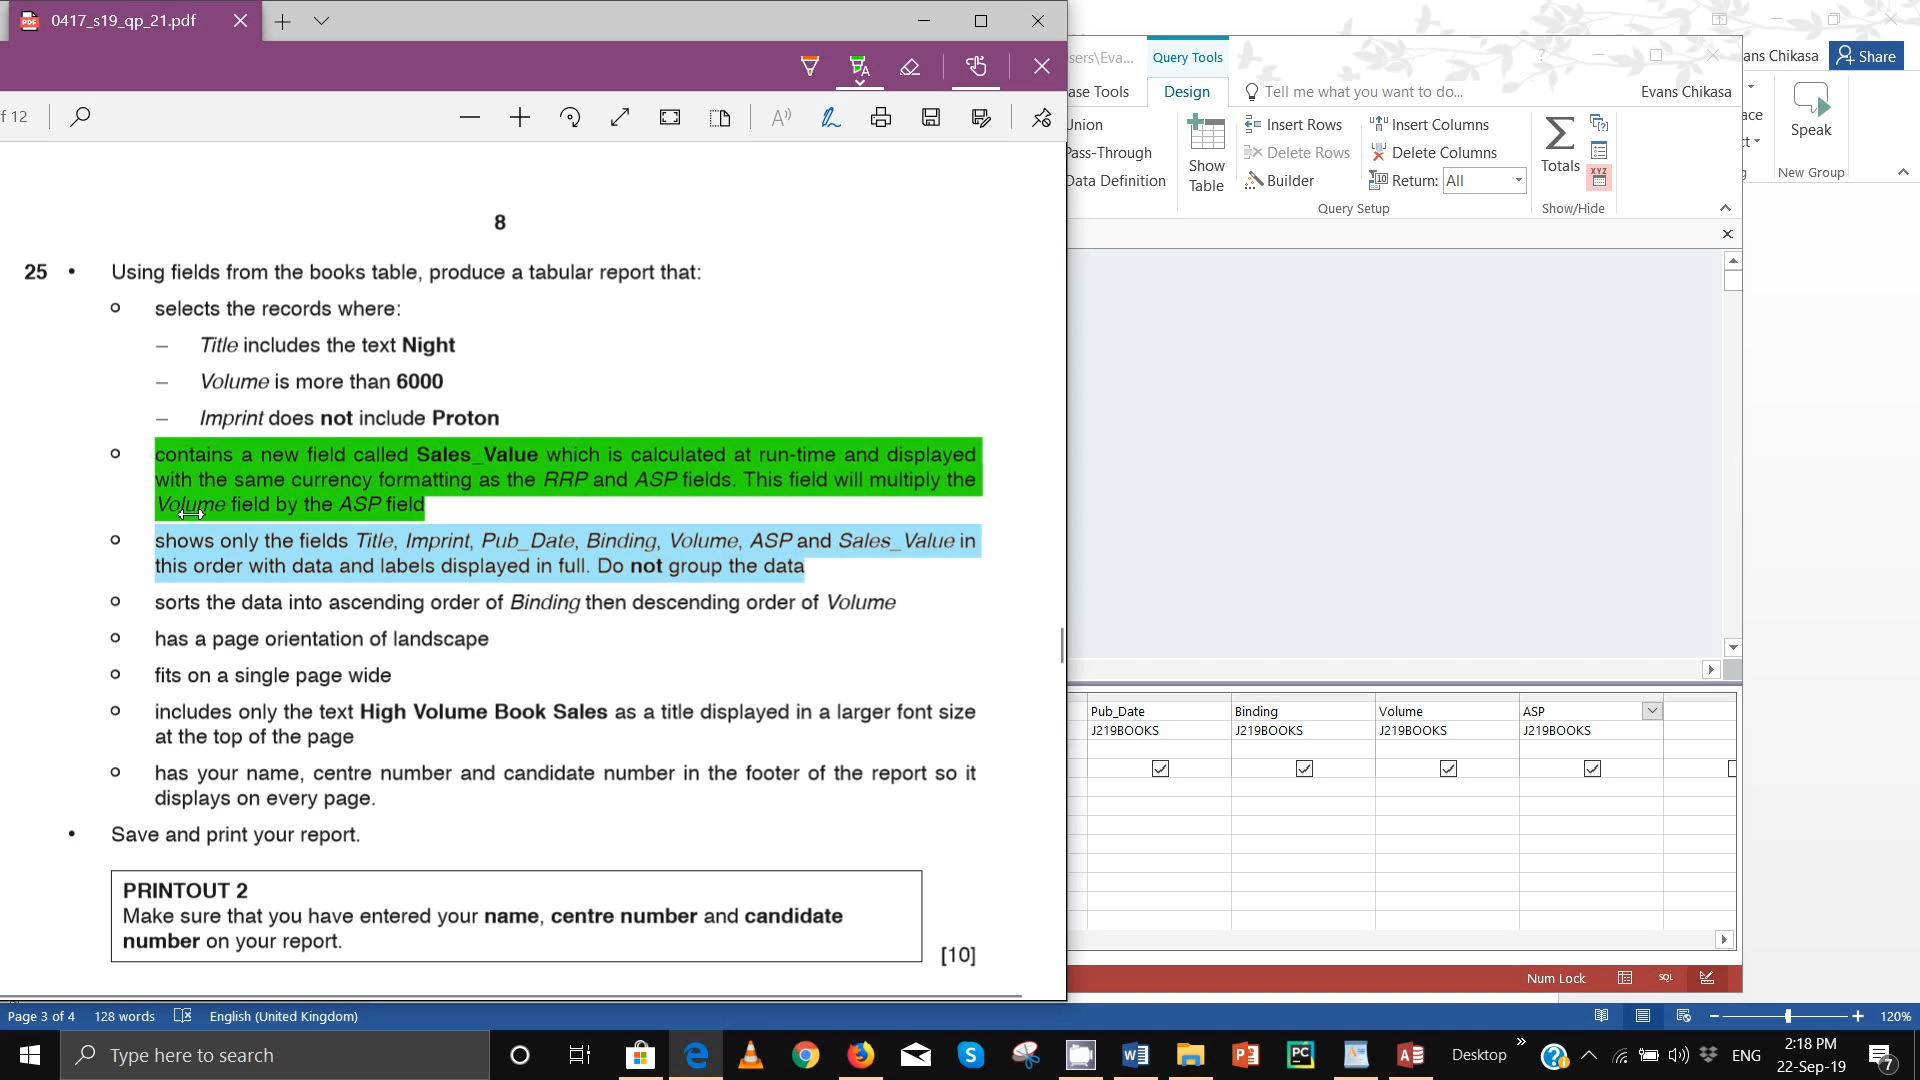 0417_s19_qp_21.pdf
f 12
8
25 • Using fields from the books table, produce a tabular report that:
o selects the records where:
– Title includes the text Night
– Volume is more than 6000
– Imprint does not include Proton
o contains a new field called Sales_Value which is calculated at run-time and displayed
with the same currency formatting as the RRP and ASP fields. This field will multiply the
Volume field by the ASP field
o shows only the fields Title, Imprint, Pub_Date, Binding, Volume, ASP and Sales_Value in
this order with data and labels displayed in full. Do not group the data
o sorts the data into ascending order of Binding then descending order of Volume
o has a page orientation of landscape
o fits on a single page wide
o includes only the text High Volume Book Sales as a title displayed in a larger font size
at the top of the page
o has your name, centre number and candidate number in the footer of the report so it
displays on every page.
• Save and print your report.
PRINTOUT 2
Make sure that you have entered your name, centre number and candidate
number on your report.
[10]
sers\Eva... Query Tools
ans Chikasa Share
ase Tools Design Tell me what you want to do... Evans Chikasa
Union
Pass-Through
Data Definition
Show
Table
Insert Rows
Delete Rows
Builder
Insert Columns
Delete Columns
Return: All
Query Setup
Totals
Show/Hide
ace
ct
Speak
New Group
Pub_Date Binding Volume ASP
J219BOOKS J219BOOKS J219BOOKS J219BOOKS
Num Lock SQL
Page 3 of 4 128 words English (United Kingdom) 120%
Type here to search
Desktop
ENG
2:18 PM
22-Sep-19
7